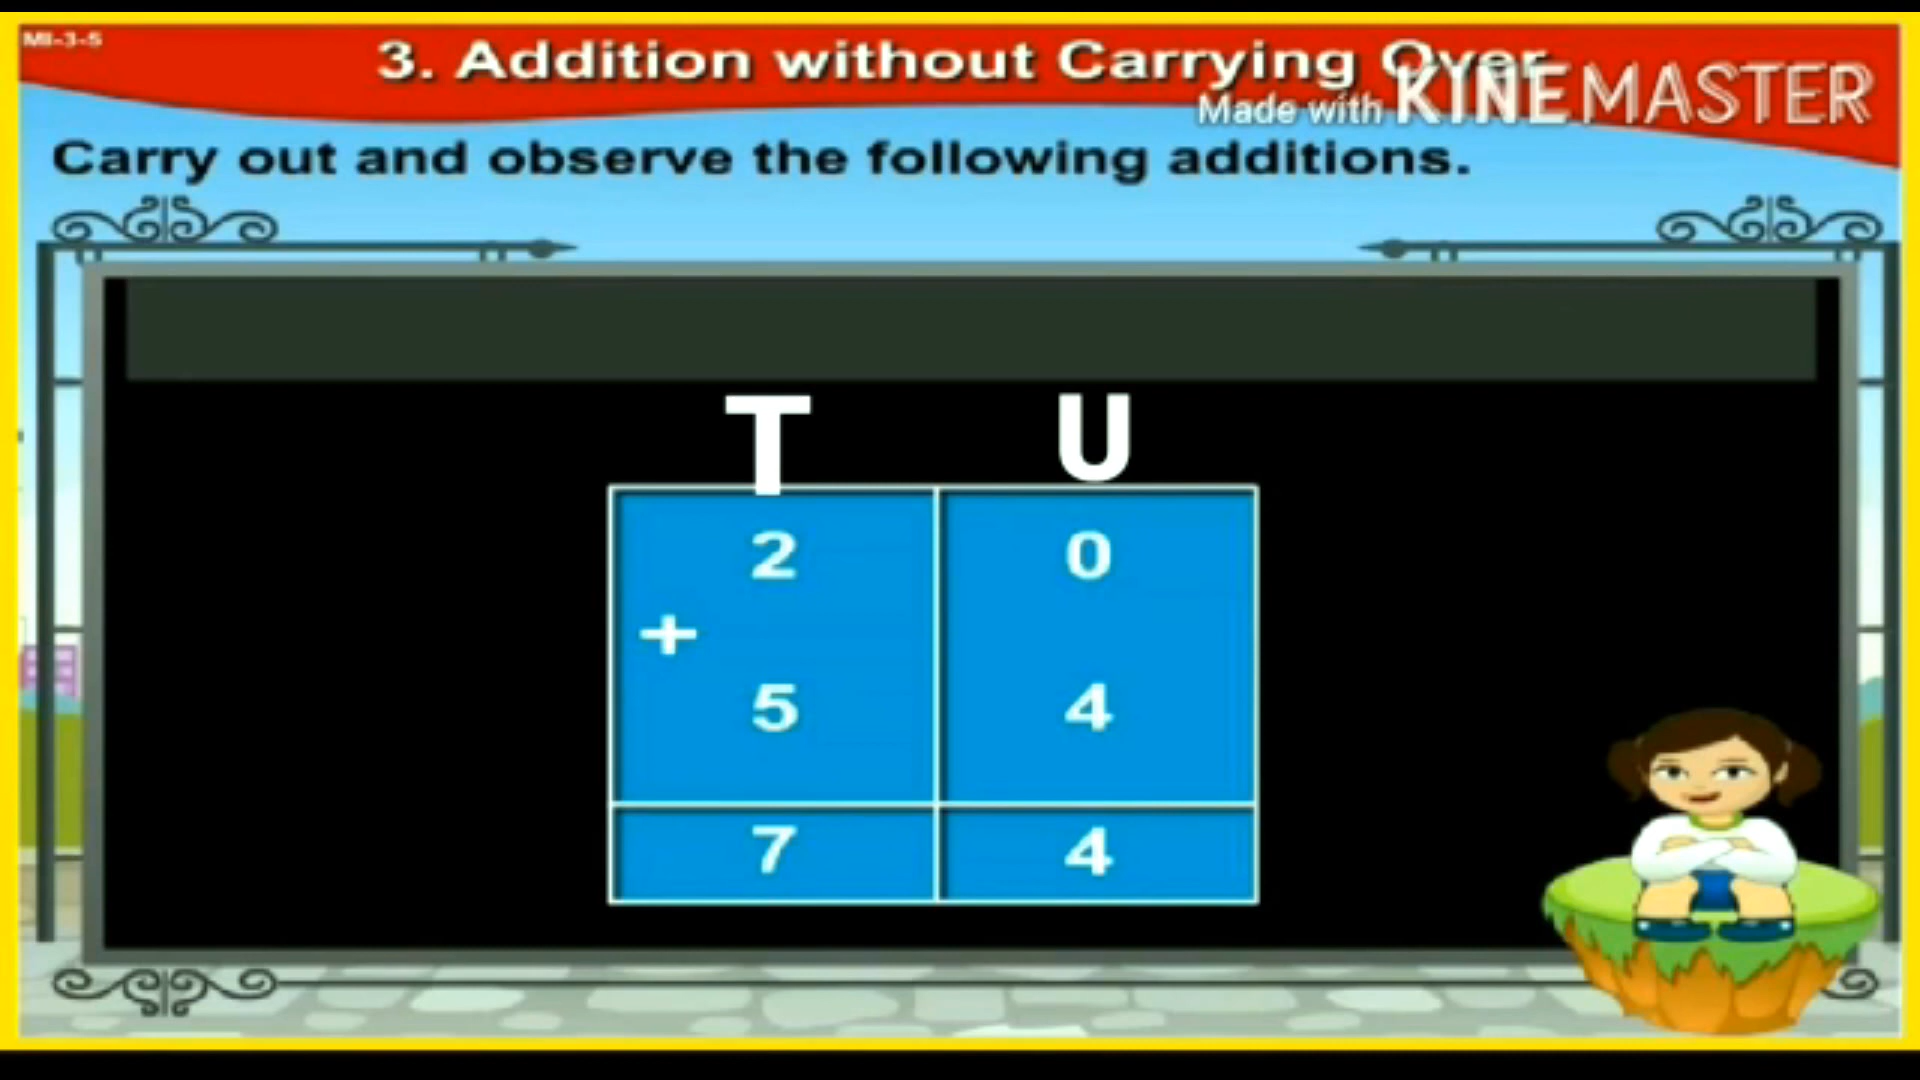 MI-3-5
3. Addition without Carrying Over
Made with KINEMASTER
Carry out and observe the following additions.
T U
2 0
+
5 4
7 4